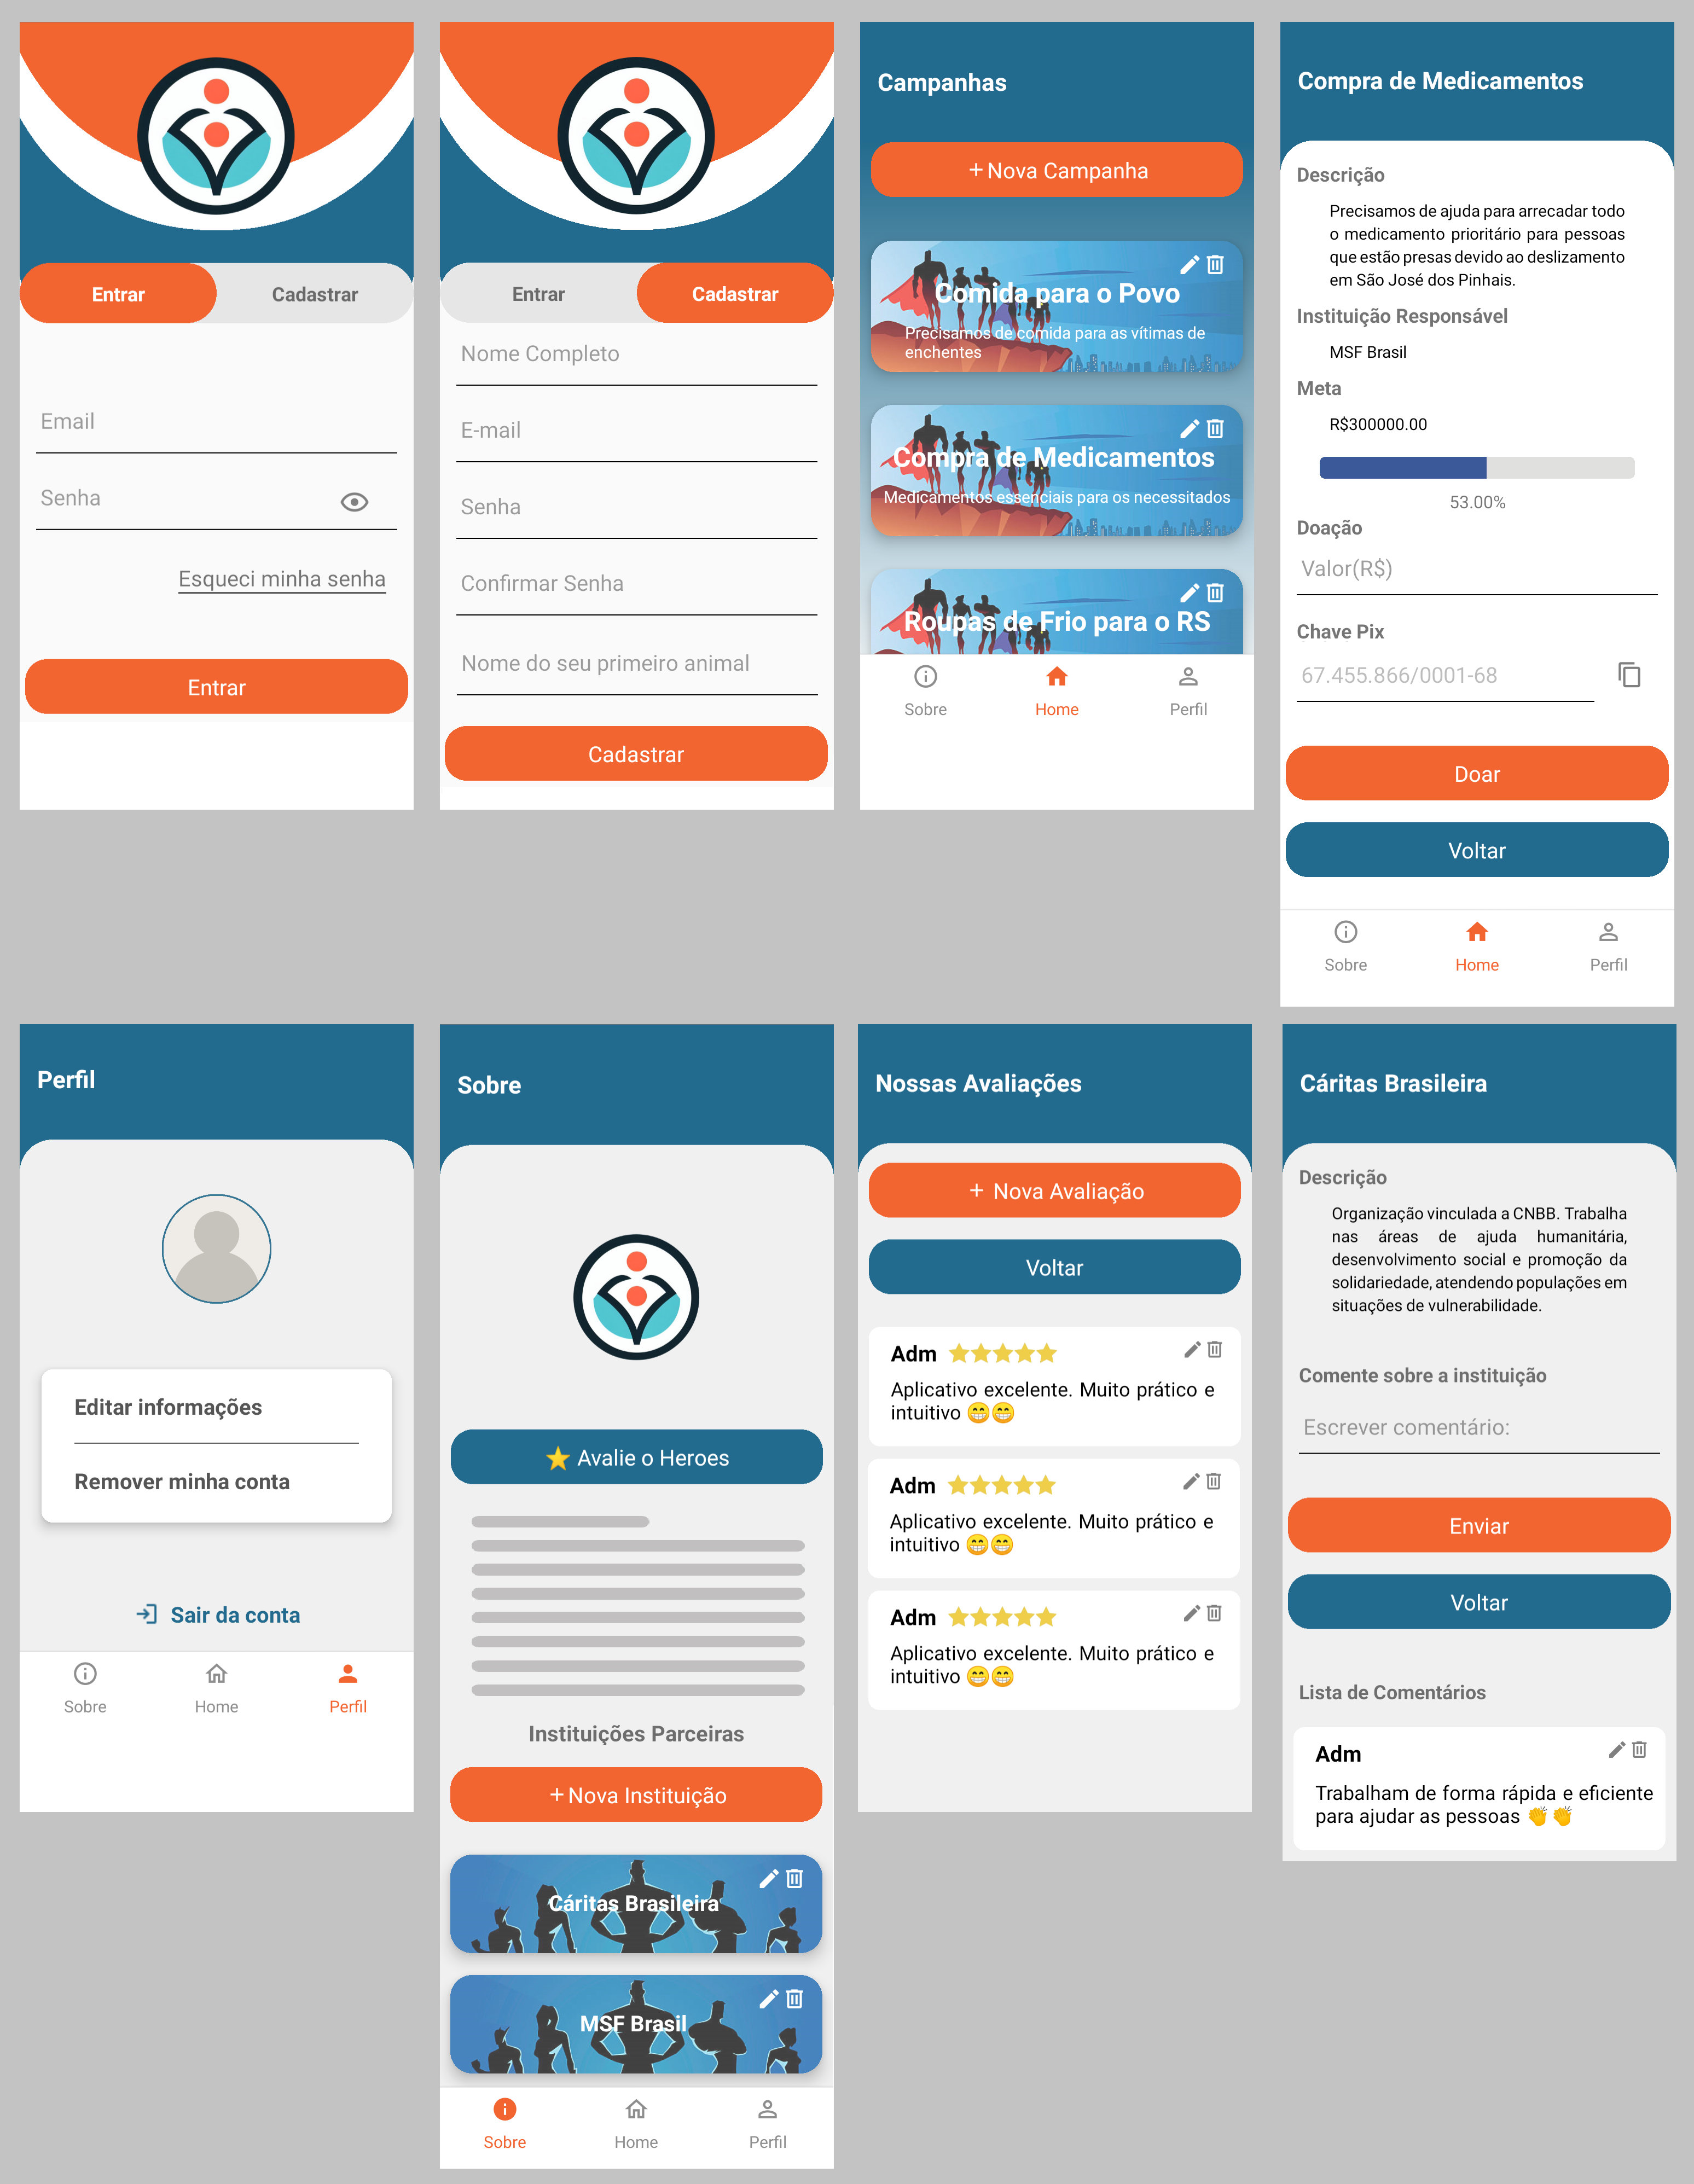 Entrar
Cadastrar
Email
Senha
Esqueci minha senha
Entrar
Entrar
Cadastrar
Nome Completo
E-mail
Senha
Confirmar Senha
Nome do seu primeiro animal
Cadastrar
Campanhas
+ Nova Campanha
Comida para o Povo
Precisamos de comida para as vítimas de
enchentes
Compra de Medicamentos
Medicamentos essenciais para os necessitados
Roupas de Frio para o RS
Sobre
Home
Perfil
Compra de Medicamentos
Descrição
Precisamos de ajuda para arrecadar todo
o medicamento prioritário para pessoas
que estão presas devido ao deslizamento
em São José dos Pinhais.
Instituição Responsável
MSF Brasil
Meta
R$300000.00
53.00%
Doação
Valor(R$)
Chave Pix
67.455.866/0001-68
Doar
Voltar
Sobre
Home
Perfil
Perfil
Editar informações
Remover minha conta
Sair da conta
Sobre
Home
Perfil
Sobre
⭐ Avalie o Heroes
Instituições Parceiras
+ Nova Instituição
Cáritas Brasileira
MSF Brasil
Sobre
Home
Perfil
Nossas Avaliações
+ Nova Avaliação
Voltar
Adm ⭐⭐⭐⭐⭐
Aplicativo excelente. Muito prático e
intuitivo 😁😁
Adm ⭐⭐⭐⭐⭐
Aplicativo excelente. Muito prático e
intuitivo 😁😁
Adm ⭐⭐⭐⭐⭐
Aplicativo excelente. Muito prático e
intuitivo 😁😁
Cáritas Brasileira
Descrição
Organização vinculada a CNBB. Trabalha
nas áreas de ajuda humanitária,
desenvolvimento social e promoção da
solidariedade, atendendo populações em
situações de vulnerabilidade.
Comente sobre a instituição
Escrever comentário:
Enviar
Voltar
Lista de Comentários
Adm
Trabalham de forma rápida e eficiente
para ajudar as pessoas 👏👏